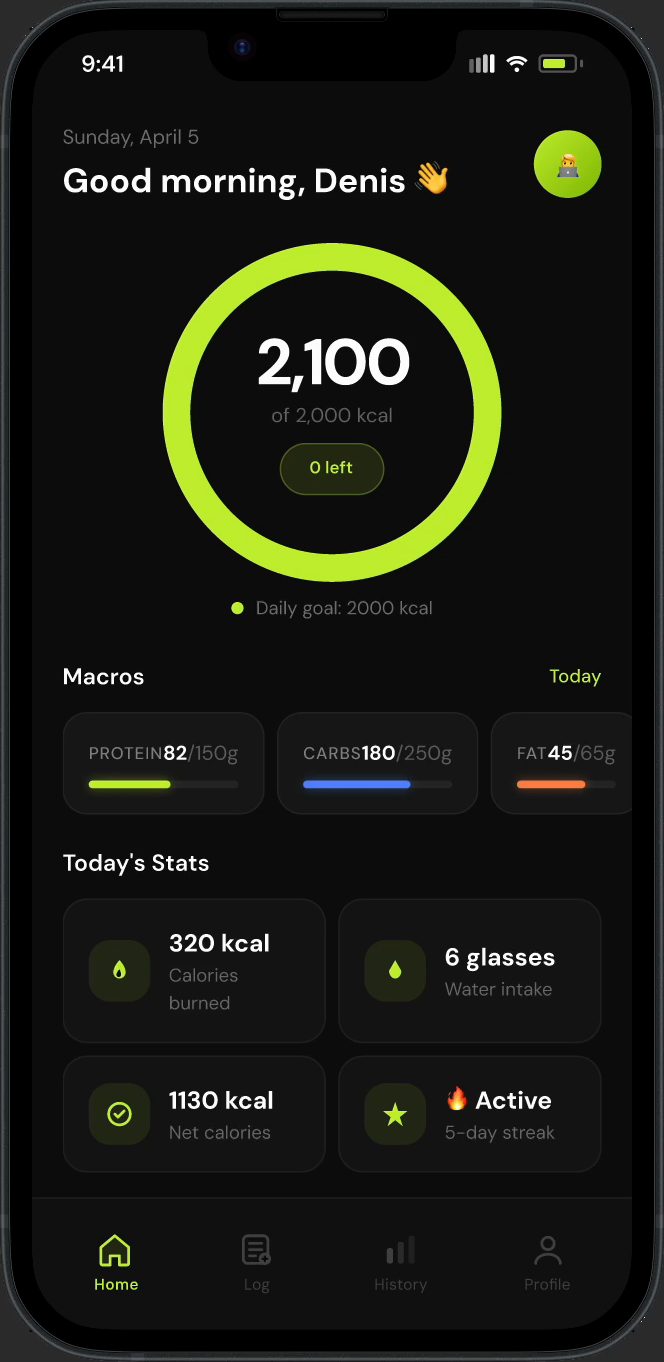 9:41
Sunday, April 5
Good morning, Denis 👋
2,100
of 2,000 kcal
0 left
Daily goal: 2000 kcal
Macros
Today
PROTEIN82/150g
CARBS180/250g
FAT45/65g
Today's Stats
320 kcal
Calories
burned
6 glasses
Water intake
1130 kcal
Net calories
🔥 Active
5-day streak
Home
Log
History
Profile